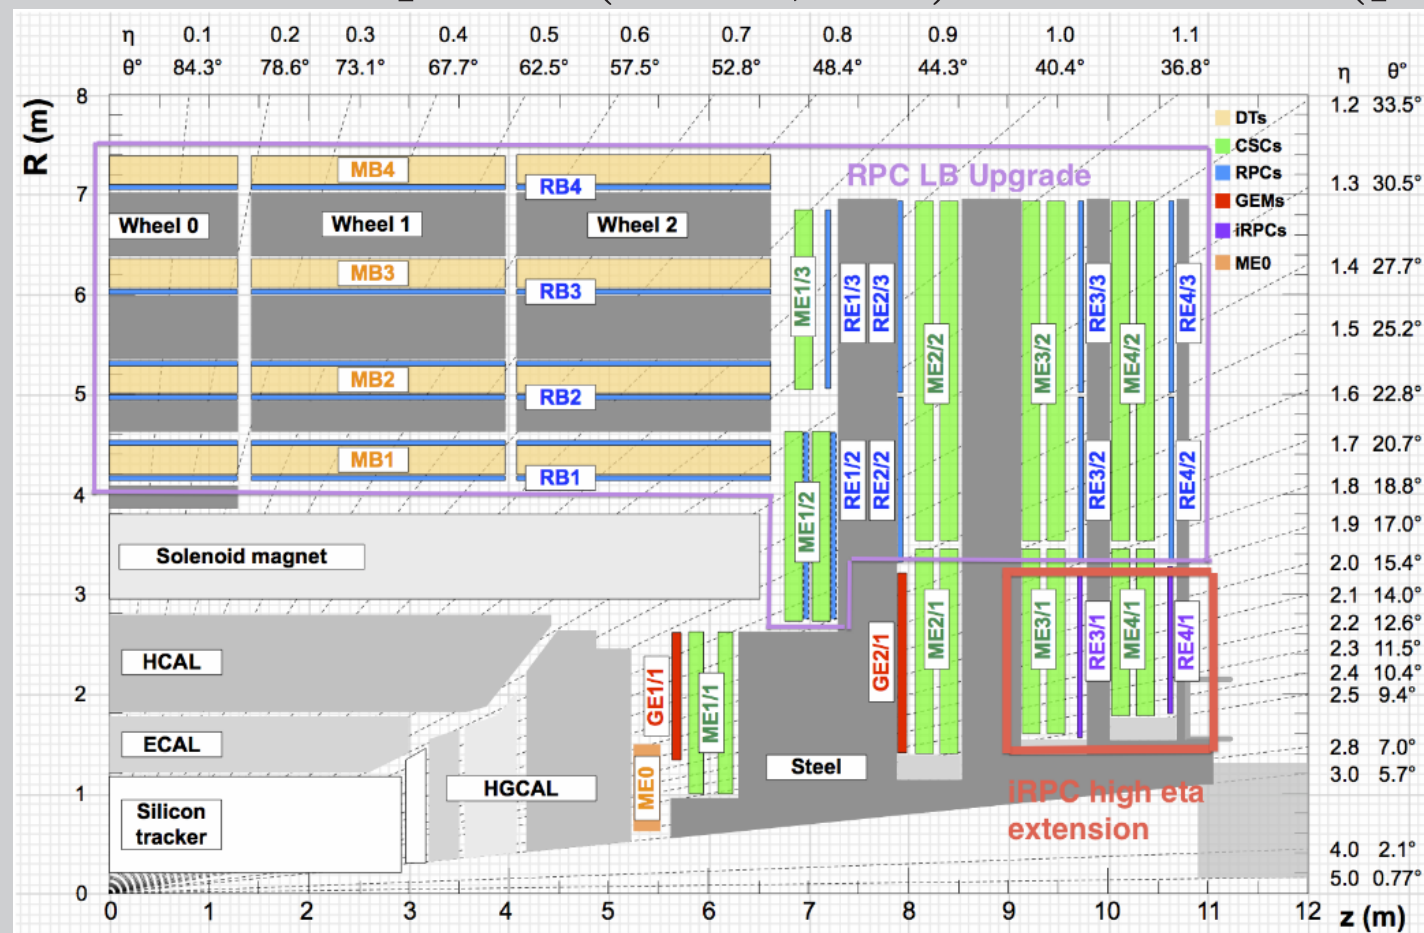 η 0.1 0.2 0.3 0.4 0.5 0.6 0.7 0.8 0.9 1.0 1.1
θ° 84.3° 78.6° 73.1° 67.7° 62.5° 57.5° 52.8° 48.4° 44.3° 40.4° 36.8° η θ°
R (m)
8
7
6
5
4
3
2
1
0
1.2 33.5°
1.3 30.5°
1.4 27.7°
1.5 25.2°
1.6 22.8°
1.7 20.7°
1.8 18.8°
1.9 17.0°
2.0 15.4°
2.1 14.0°
2.2 12.6°
2.3 11.5°
2.4 10.4°
2.5 9.4°
2.8 7.0°
3.0 5.7°
4.0 2.1°
5.0 0.77°
DTs
CSCs
RPCs
GEMs
iRPCs
ME0
RPC LB Upgrade
MB4
RB4
Wheel 0 Wheel 1 Wheel 2
MB3
RB3
MB2
RB2
MB1
RB1
ME1/3
RE1/3
RE2/3
ME2/2
ME3/2
RE3/3
ME4/2
RE4/3
ME1/2
RE1/2
RE2/2
RE3/2
RE4/2
Solenoid magnet
HCAL
ECAL
Silicon
tracker
HGCAL
GE1/1
ME0
ME1/1
Steel
GE2/1
ME2/1
ME3/1
RE3/1
ME4/1
RE4/1
iRPC high eta
extension
0 1 2 3 4 5 6 7 8 9 10 11 12
z (m)